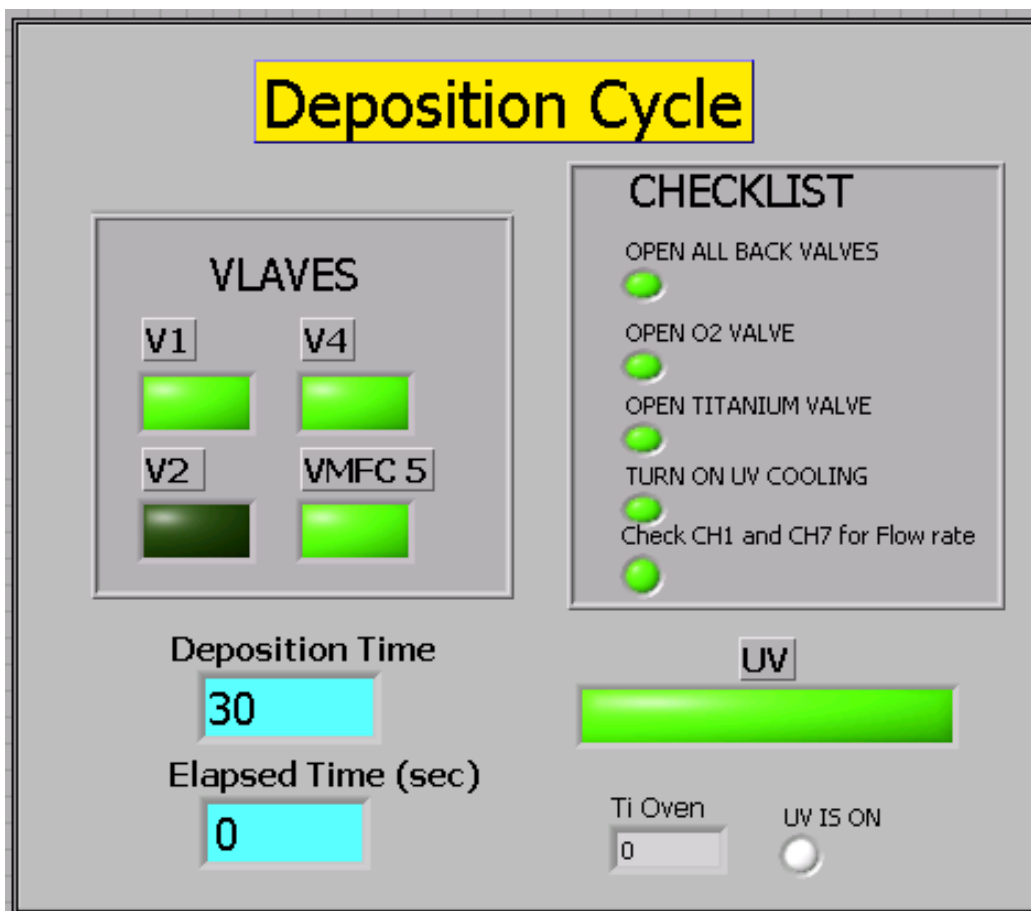 Deposition Cycle
VLAVES
V1
V4
V2
VMFC 5
CHECKLIST
OPEN ALL BACK VALVES
OPEN O2 VALVE
OPEN TITANIUM VALVE
TURN ON UV COOLING
Check CH1 and CH7 for Flow rate
Deposition Time
30
Elapsed Time (sec)
0
UV
Ti Oven
0
UV IS ON